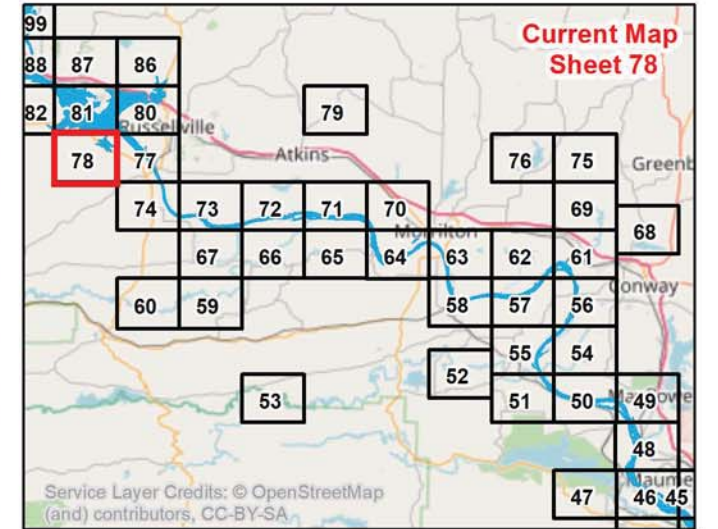 99
Current Map
Sheet 78
88 87 86
82 81 80 79
Russellville
78 77 Atkins 76 75 Greenb
74 73 72 71 70 69
Morrilton 68
67 66 65 64 63 62 61
Conway
60 59 58 57 56
55 54
52
53 51 50 49
48
Maume
47 46 45
Service Layer Credits: © OpenStreetMap
(and) contributors, CC-BY-SA